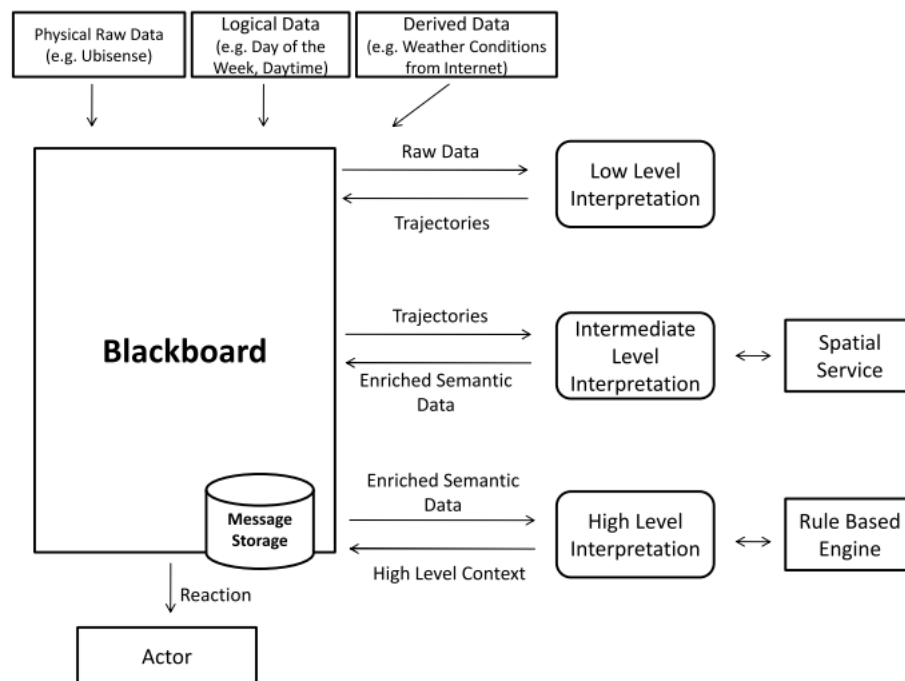 Physical Raw Data
(e.g. Ubisense)
Logical Data
(e.g. Day of the
Week, Daytime)
Derived Data
(e.g. Weather Conditions
from Internet)
Raw Data
Low Level
Interpretation
Trajectories
Blackboard
Trajectories
Intermediate
Level
Interpretation
Spatial
Service
Enriched Semantic
Data
Message
Storage
Enriched Semantic
Data
High Level
Interpretation
Rule Based
Engine
High Level Context
Reaction
Actor